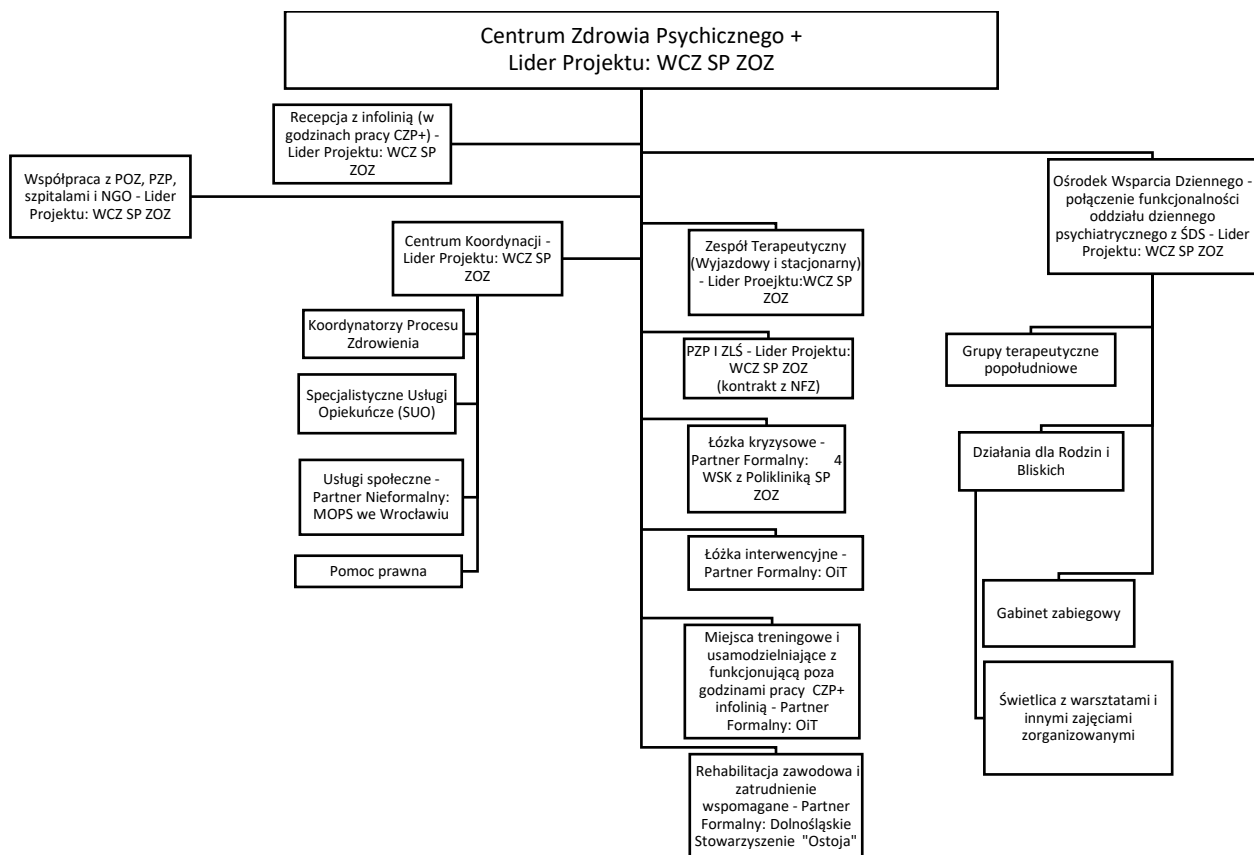 Centrum Zdrowia Psychicznego +
Lider Projektu: WCZ SP ZOZ
Recepcja z infolinią (w
godzinach pracy CZP+) -
Lider Projektu: WCZ SP
ZOZ
Współpraca z POZ, PZP,
szpitalami i NGO - Lider
Projektu: WCZ SP ZOZ
Centrum Koordynacji -
Lider Projektu: WCZ SP
ZOZ
Koordynatorzy Procesu
Zdrowienia
Specjalistyczne Usługi
Opiekuńcze (SUO)
Usługi społeczne -
Partner Nieformalny:
MOPS we Wrocławiu
Pomoc prawna
Zespół Terapeutyczny
(Wyjazdowy i stacjonarny)
- Lider Proejktu:WCZ SP
ZOZ
PZP I ZLŚ - Lider Projektu:
WCZ SP ZOZ
(kontrakt z NFZ)
Łózka kryzysowe -
Partner Formalny: 4
WSK z Polikliniką SP
ZOZ
Łóżka interwencyjne -
Partner Formalny: OiT
Miejsca treningowe i
usamodzielniające z
funkcjonującą poza
godzinami pracy CZP+
infolinią - Partner
Formalny: OiT
Rehabilitacja zawodowa i
zatrudnienie
wspomagane - Partner
Formalny: Dolnośląskie
Stowarzyszenie "Ostoja"
Ośrodek Wsparcia Dziennego -
połączenie funkcjonalności
oddziału dziennego
psychiatrycznego z ŚDS - Lider
Projektu: WCZ SP ZOZ
Grupy terapeutyczne
popołudniowe
Działania dla Rodzin i
Bliskich
Gabinet zabiegowy
Świetlica z warsztatami i
innymi zajęciami
zorganizowanymi